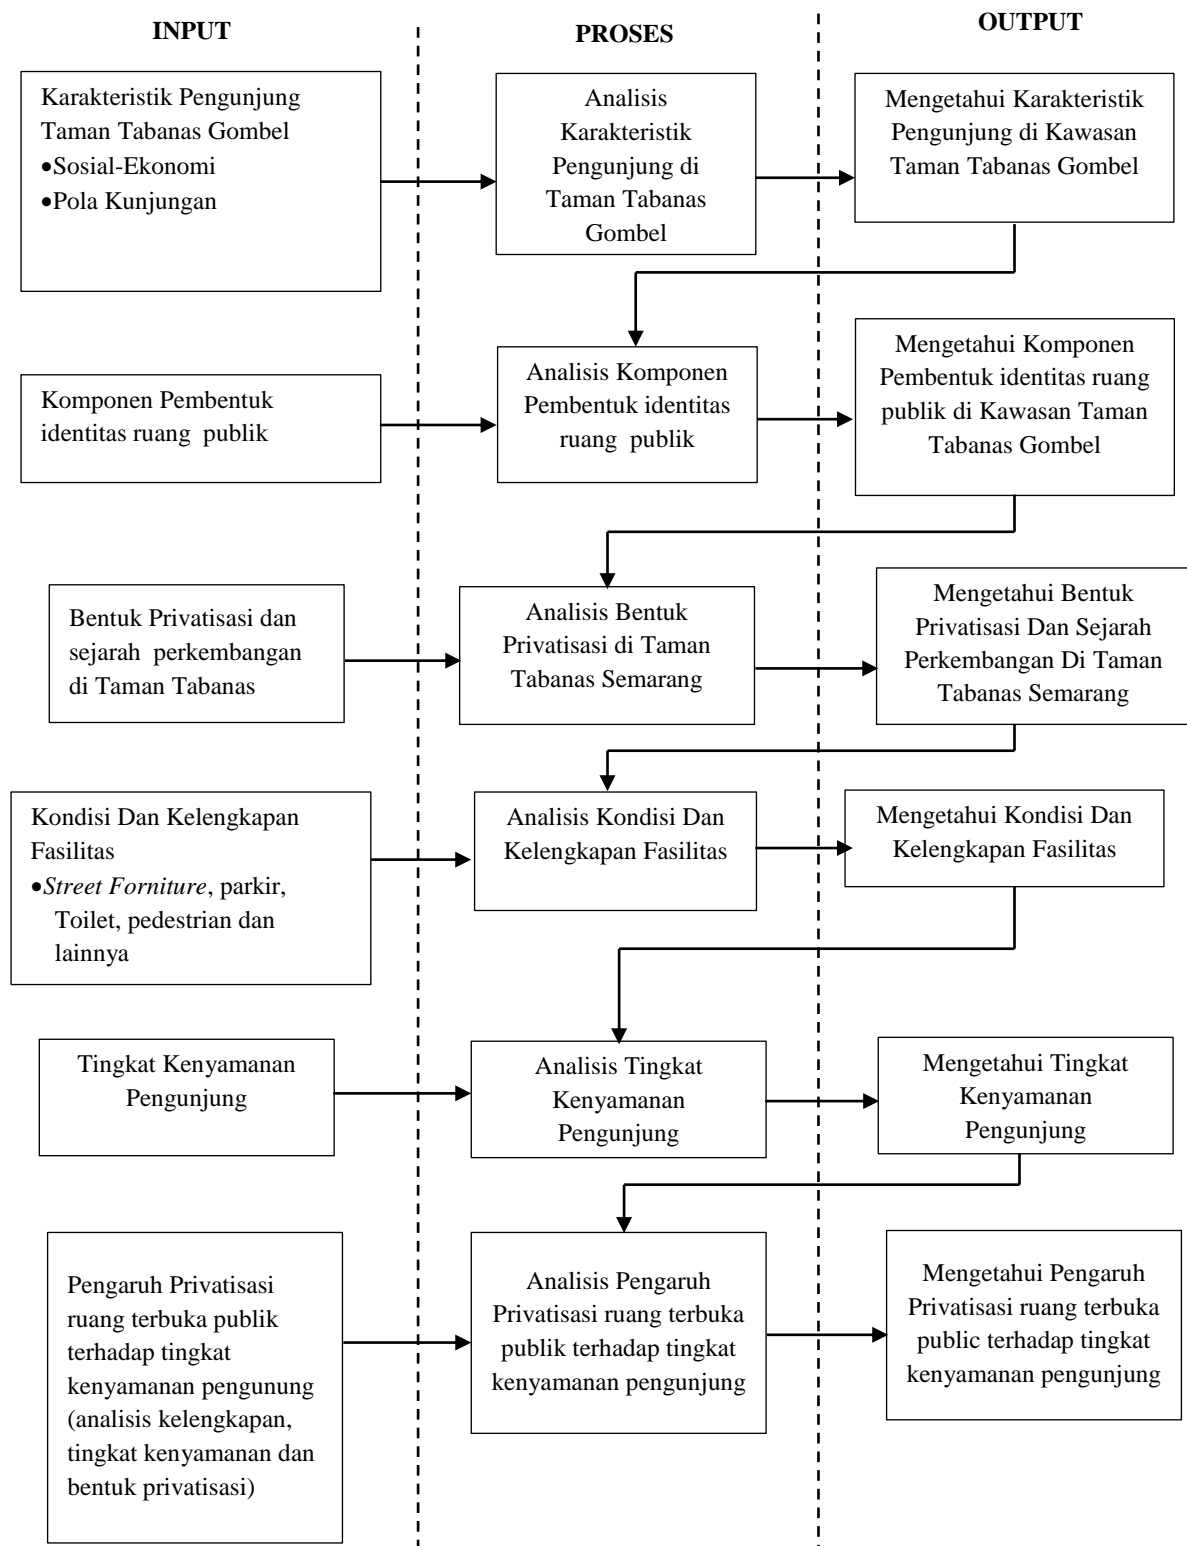 INPUT
PROSES
OUTPUT
Karakteristik Pengunjung
Taman Tabanas Gombel
•Sosial-Ekonomi
•Pola Kunjungan
Analisis
Karakteristik
Pengunjung di
Taman Tabanas
Gombel
Mengetahui Karakteristik
Pengunjung di Kawasan
Taman Tabanas Gombel
Komponen Pembentuk
identitas ruang  publik
Analisis Komponen
Pembentuk identitas
ruang  publik
Mengetahui Komponen
Pembentuk identitas ruang
publik di Kawasan Taman
Tabanas Gombel
Bentuk Privatisasi dan
sejarah  perkembangan
di Taman Tabanas
Analisis Bentuk
Privatisasi di Taman
Tabanas Semarang
Mengetahui Bentuk
Privatisasi Dan Sejarah
Perkembangan Di Taman
Tabanas Semarang
Kondisi Dan Kelengkapan
Fasilitas
•Street Forniture, parkir,
Toilet, pedestrian dan
lainnya
Analisis Kondisi Dan
Kelengkapan Fasilitas
Mengetahui Kondisi Dan
Kelengkapan Fasilitas
Tingkat Kenyamanan
Pengunjung
Analisis Tingkat
Kenyamanan
Pengunjung
Mengetahui Tingkat
Kenyamanan
Pengunjung
Pengaruh Privatisasi
ruang terbuka publik
terhadap tingkat
kenyamanan pengunung
(analisis kelengkapan,
tingkat kenyamanan dan
bentuk privatisasi)
Analisis Pengaruh
Privatisasi ruang terbuka
publik terhadap tingkat
kenyamanan pengunjung
Mengetahui Pengaruh
Privatisasi ruang terbuka
public terhadap tingkat
kenyamanan pengunjung